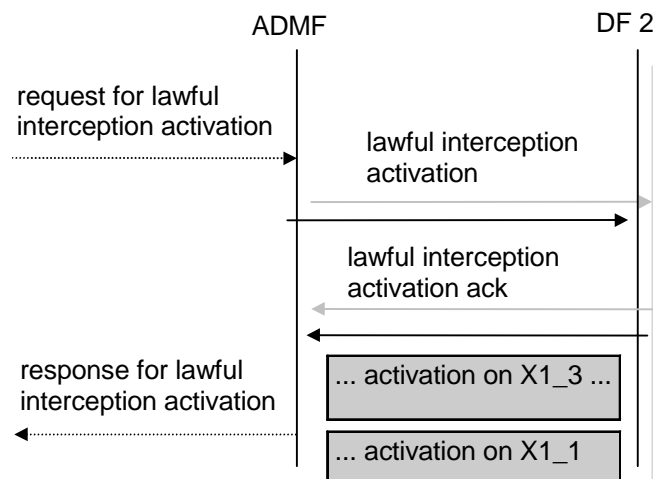 ADMF
DF 2
request for lawful
interception activation
lawful interception
activation
lawful interception
activation ack
response for lawful
interception activation
... activation on X1_3 ...
... activation on X1_1